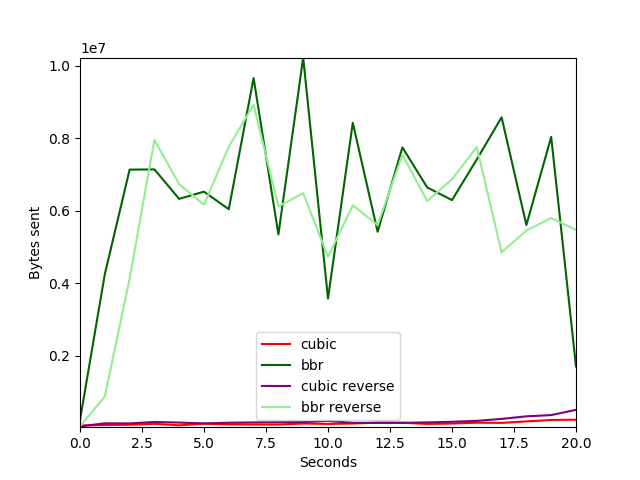 1e7
1.0
0.8
0.6
0.4
0.2
Bytes sent
cubic
bbr
cubic reverse
bbr reverse
0.0 2.5 5.0 7.5 10.0 12.5 15.0 17.5 20.0
Seconds